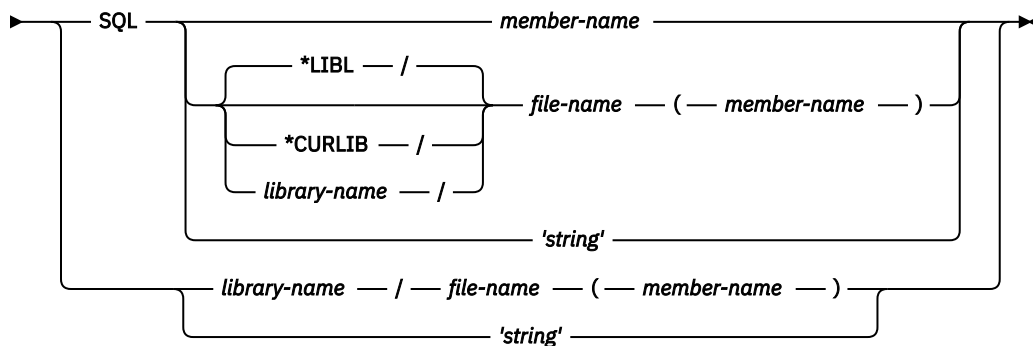 SQL member-name
*LIBL /
file-name ( member-name )
*CURLIB /
library-name /
'string'
library-name / file-name ( member-name )
'string'